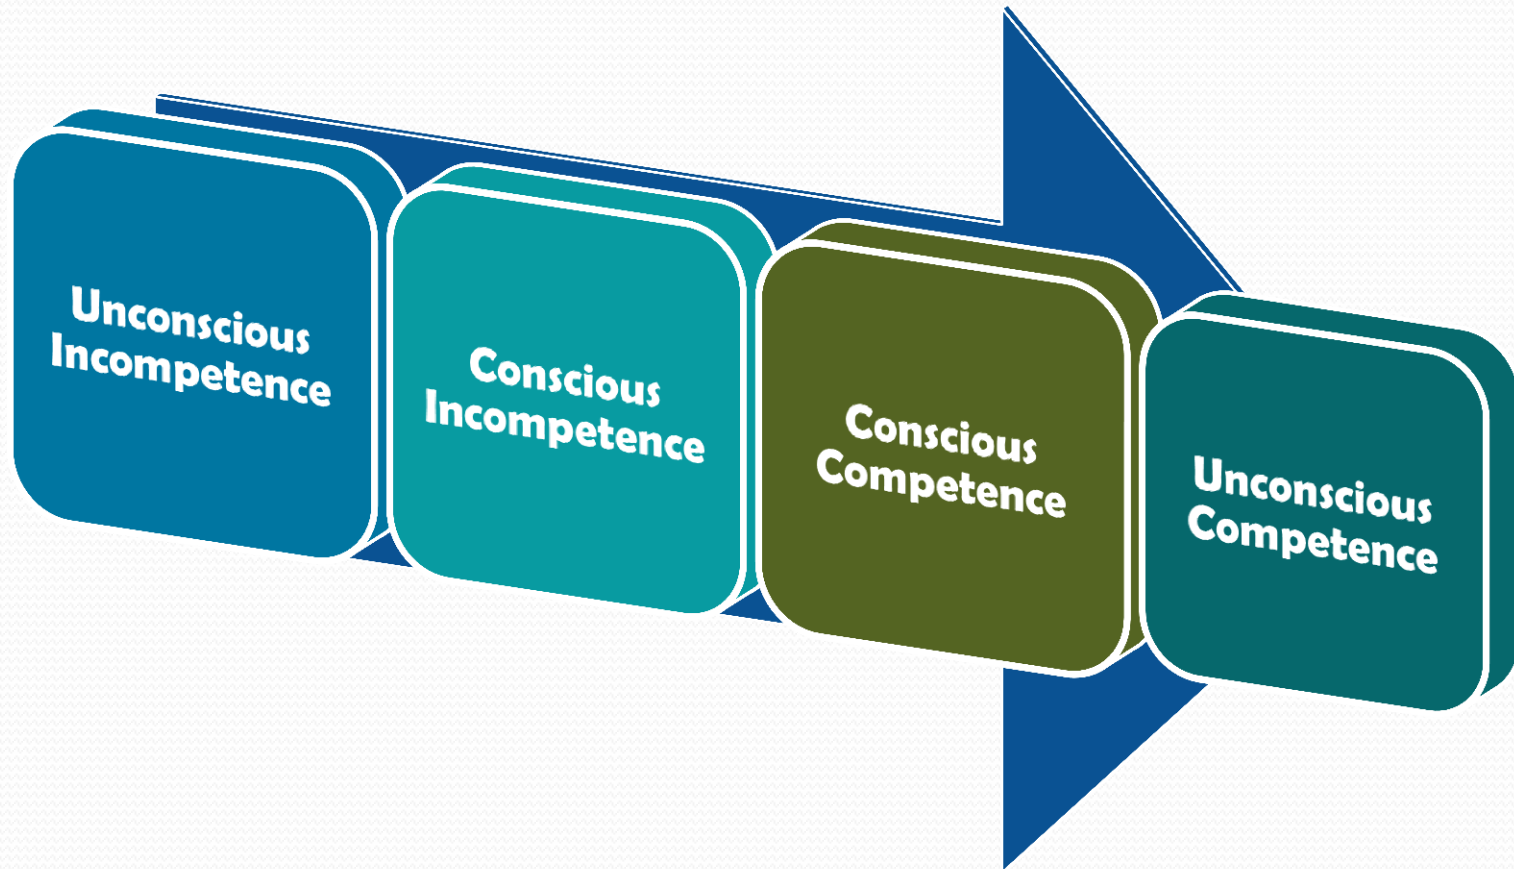 Unconscious
Incompetence
Conscious
Incompetence
Conscious
Competence
Unconscious
Competence